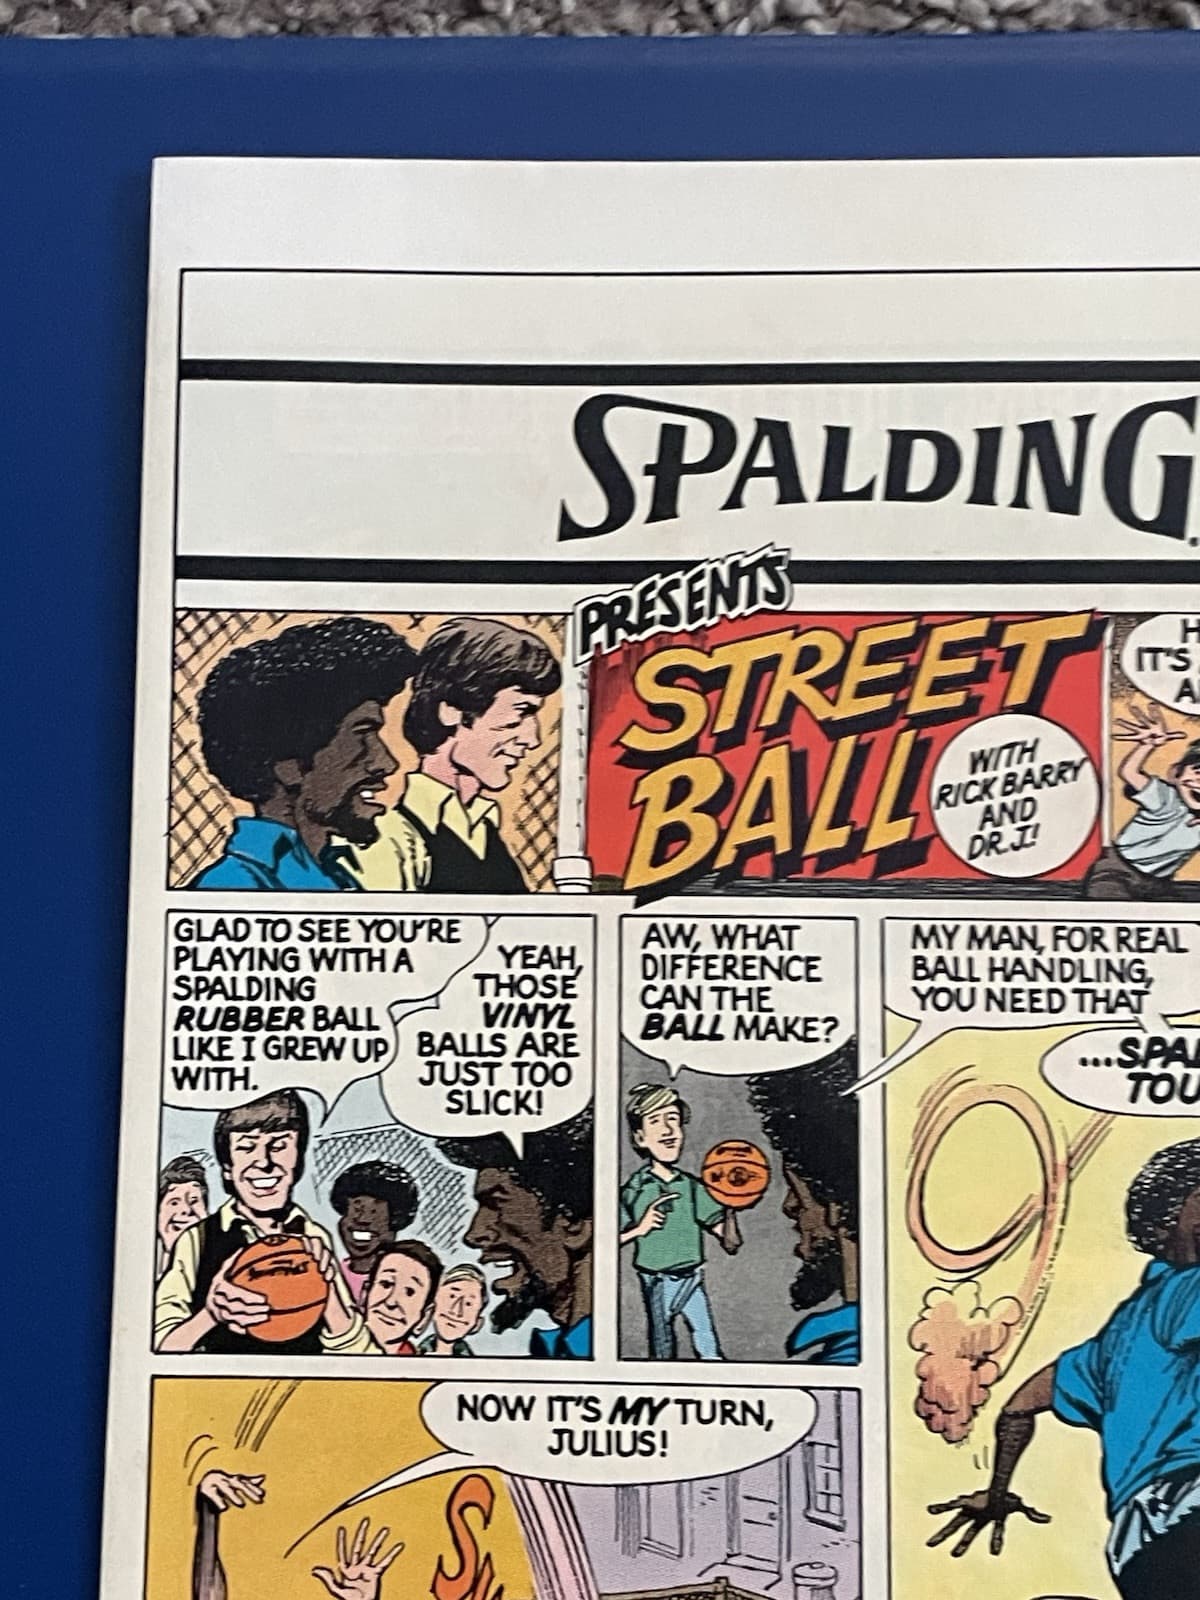 SPALDING.
PRESENTS
STREET
BALL
WITH
RICK BARRY
AND
DR. J!
IT'S
GLAD TO SEE YOU'RE
PLAYING WITH A
SPALDING
RUBBER BALL
LIKE I GREW UP
WITH.
YEAH,
THOSE
VINYL
BALLS ARE
JUST TOO
SLICK!
AW, WHAT
DIFFERENCE
CAN THE
BALL MAKE?
MY MAN, FOR REAL
BALL HANDLING,
YOU NEED THAT
...SPA
TOU
NOW IT'S MY TURN,
JULIUS!